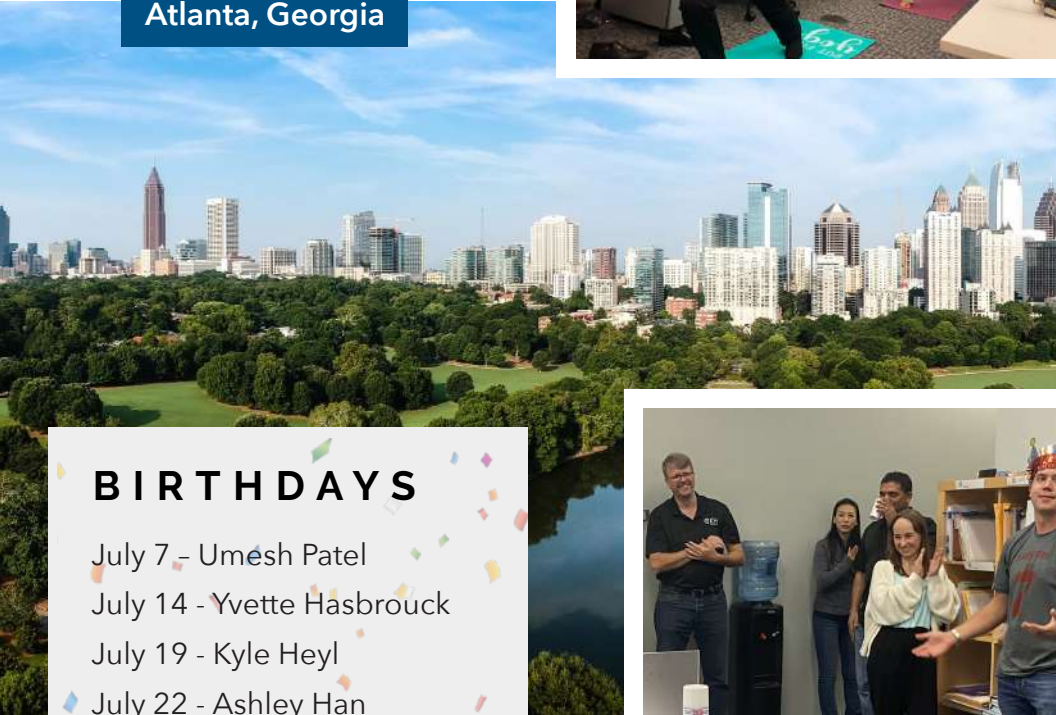 Atlanta, Georgia
BIRTHDAYS
July 7 – Umesh Patel
July 14 - Yvette Hasbrouck
July 19 - Kyle Heyl
July 22 - Ashley Han